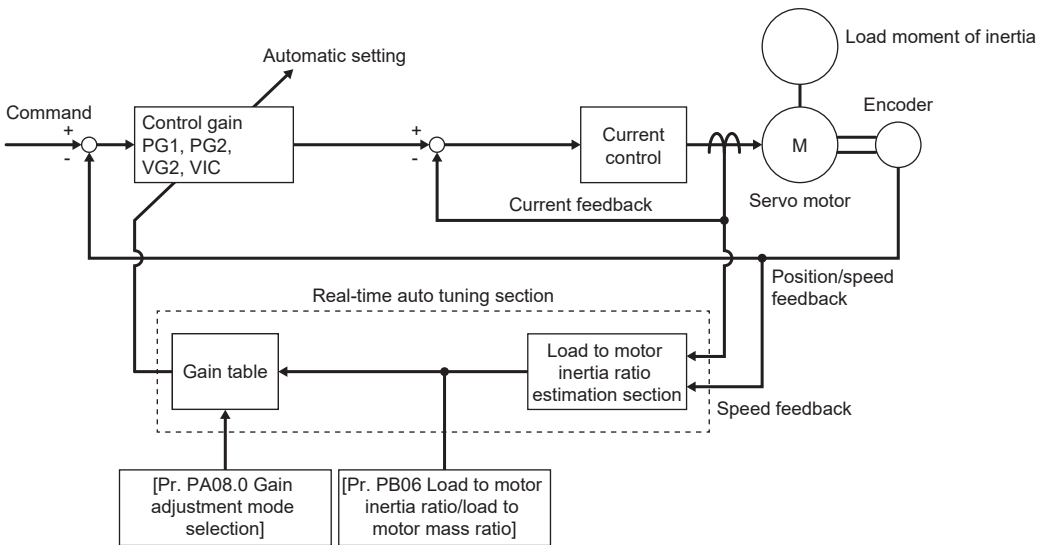 Load moment of inertia
Automatic setting
Encoder
Command
+
-
Control gain
PG1, PG2,
VG2, VIC
+
-
Current
control
M
Servo motor
Current feedback
Position/speed
feedback
Real-time auto tuning section
Gain table
Load to motor
inertia ratio
estimation section
Speed feedback
[Pr. PA08.0 Gain
adjustment mode
selection]
[Pr. PB06 Load to motor
inertia ratio/load to
motor mass ratio]